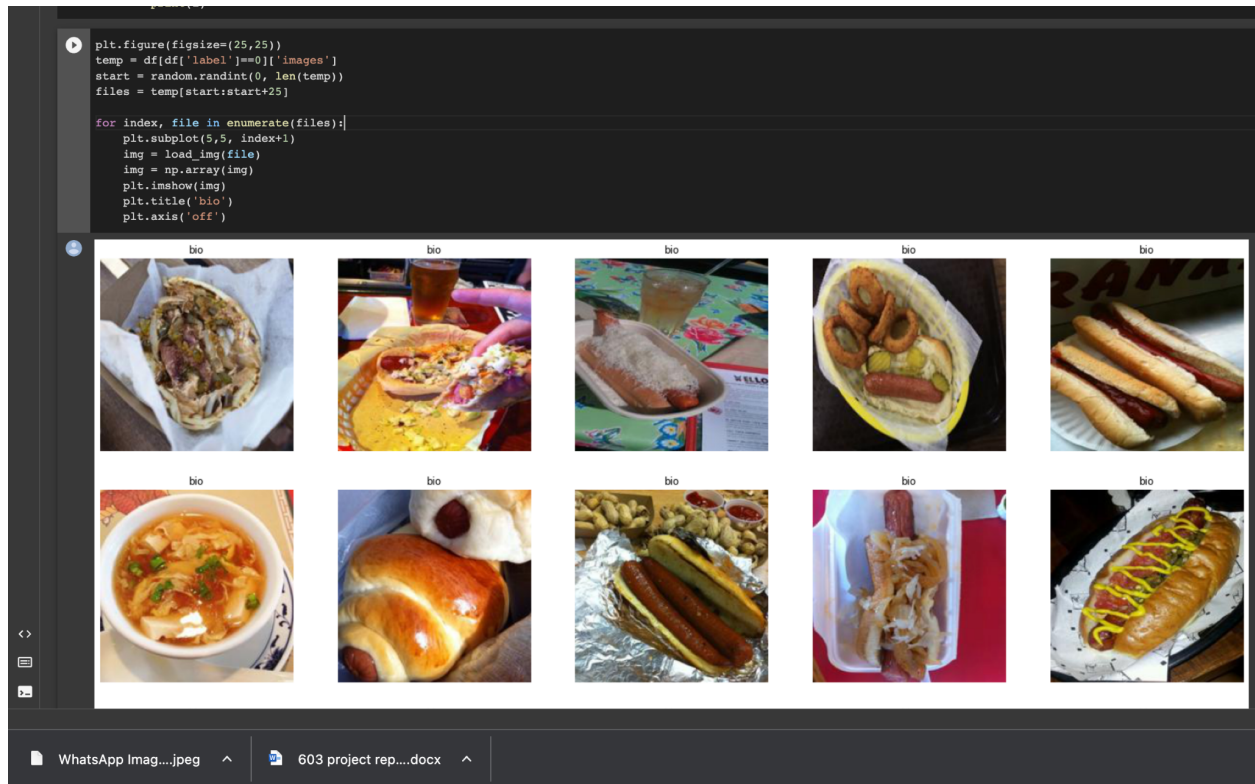 plt.figure(figsize=(25,25))
temp = df[df['label']==0]['images']
start = random.randint(0, len(temp))
files = temp[start:start+25]
for index, file in enumerate(files):
    plt.subplot(5,5, index+1)
    img = load_img(file)
    img = np.array(img)
    plt.imshow(img)
    plt.title('bio')
    plt.axis('off')
bio bio bio bio bio
bio bio bio bio bio
WhatsApp Imag....jpeg
603 project rep....docx